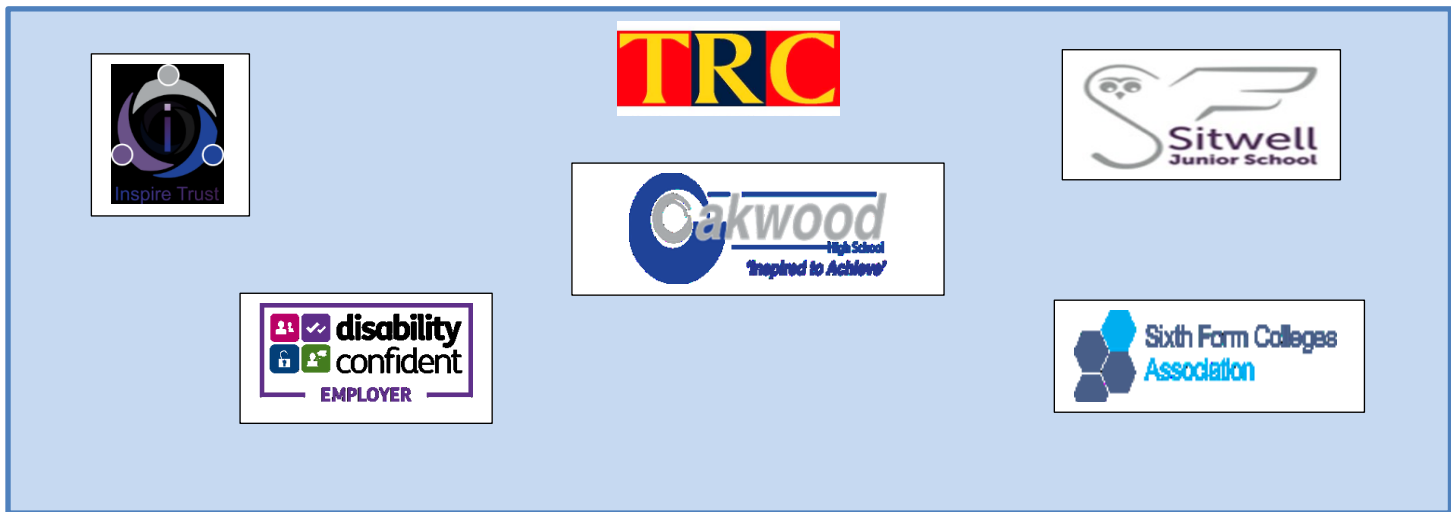 TRC
i
Inspire Trust
Sitwell
Junior School
Oakwood
High School
"Inspired to Achieve"
disability
confident
EMPLOYER
Sixth Form Colleges
Association